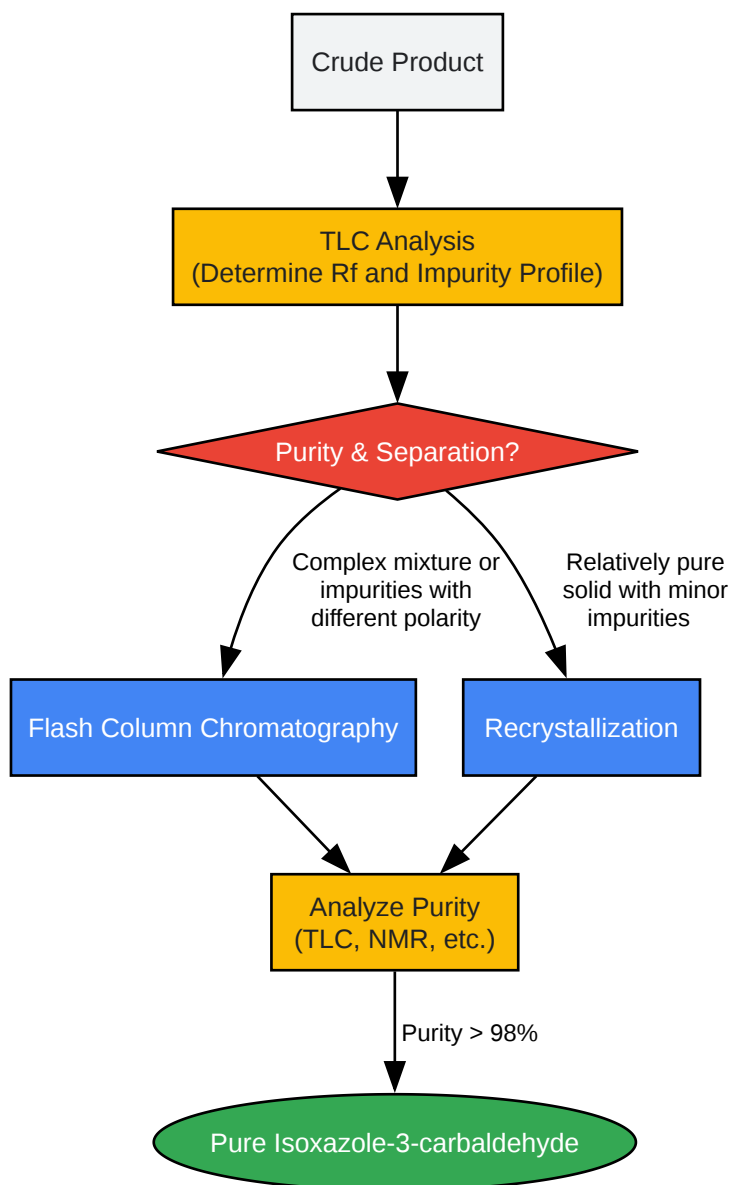 Crude Product
TLC Analysis
(Determine Rf and Impurity Profile)
Purity & Separation?
Complex mixture or
impurities with
different polarity
Relatively pure
solid with minor
impurities
Flash Column Chromatography
Recrystallization
Analyze Purity
(TLC, NMR, etc.)
Purity > 98%
Pure Isoxazole-3-carbaldehyde